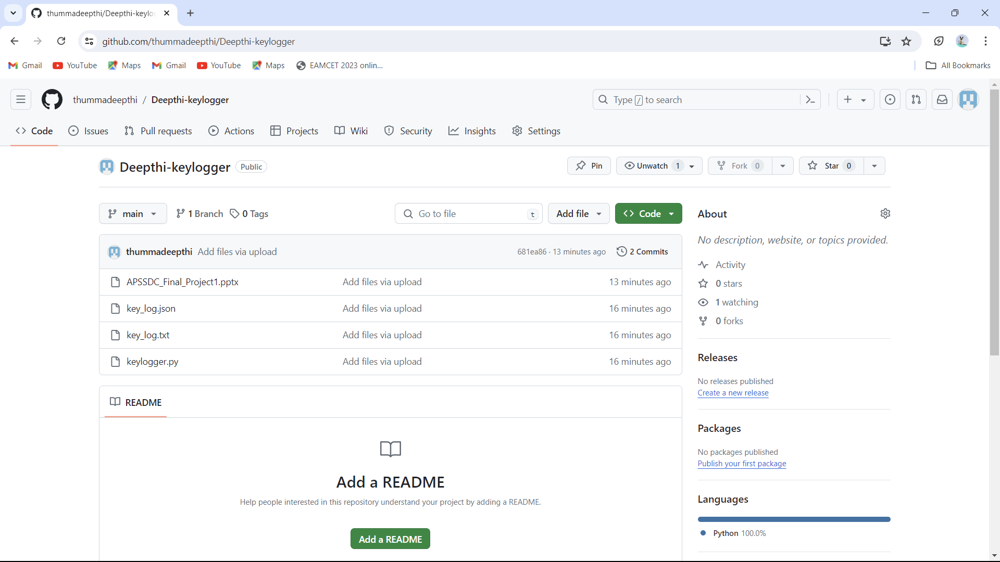 thummadeepthi/Deepthi-keylo
github.com/thummadeepthi/Deepthi-keylogger
Gmail YouTube Maps Gmail YouTube Maps EAMCET 2023 onlin... All Bookmarks
thummadeepthi / Deepthi-keylogger Type / to search
Code Issues Pull requests Actions Projects Wiki Security Insights Settings
Deepthi-keylogger Public Pin Unwatch 1 Fork 0 Star 0
main 1 Branch 0 Tags Go to file t Add file Code About
No description, website, or topics provided.
thummadeepthi Add files via upload 681ea86 · 13 minutes ago 2 Commits
Activity
APSSDC_Final_Project1.pptx Add files via upload 13 minutes ago
0 stars
key_log.json Add files via upload 16 minutes ago
1 watching
0 forks
key_log.txt Add files via upload 16 minutes ago
keylogger.py Add files via upload 16 minutes ago
Releases
No releases published
Create a new release
README
Packages
No packages published
Publish your first package
Add a README
Help people interested in this repository understand your project by adding a README.
Languages
Python 100.0%
Add a README